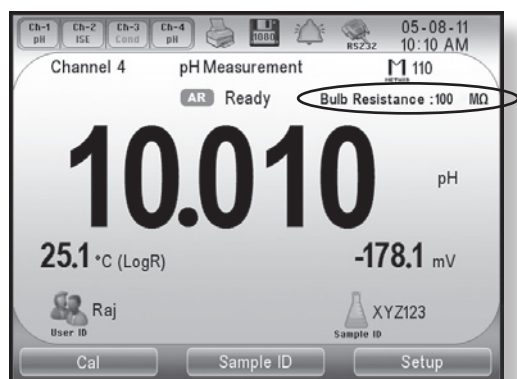 Ch-1 Ch-2 Ch-3 Ch-4 05-08-11
pH ISE Cond pH 1080 RS232 10:10 AM
Channel 4 pH Measurement M 110
METHOD
AR Ready Bulb Resistance :100 MΩ
10.010 pH
25.1 °C (LogR) -178.1 mV
Raj XYZ123
User ID Sample ID
Cal Sample ID Setup